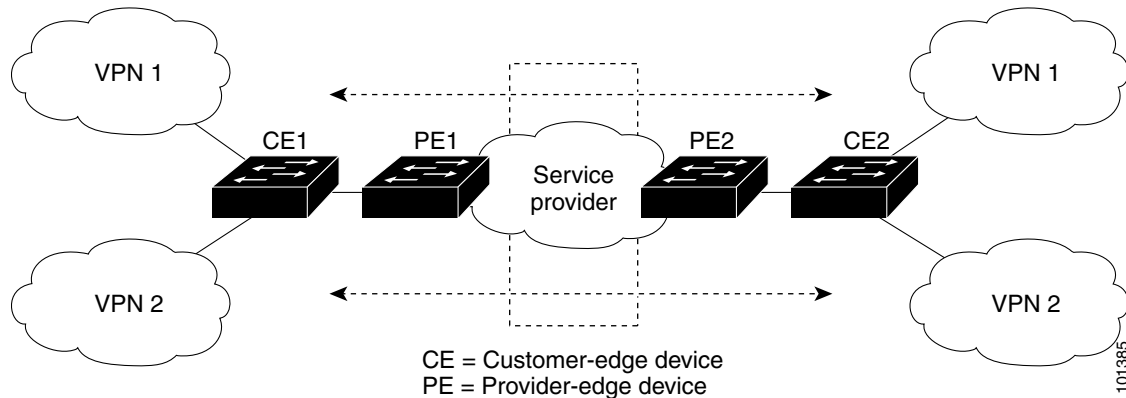 VPN 1
VPN 1
CE1
PE1
PE2
CE2
Service
provider
VPN 2
VPN 2
CE = Customer-edge device
PE = Provider-edge device
101385